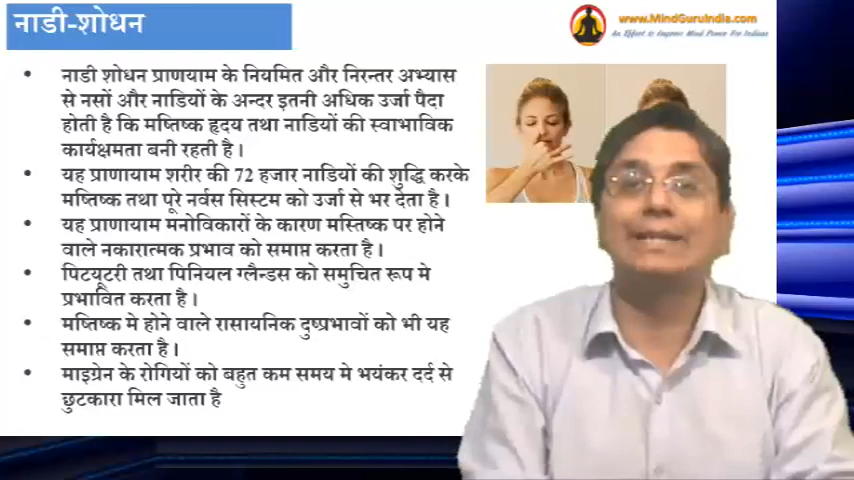 नाडी-शोधन
www.MindGuruIndia.com
An Effort to Improve Mind Power For Indians
नाडी शोधन प्राणयाम के नियमित और निरन्तर अभ्यास
से नसों और नाडियों के अन्दर इतनी अधिक उर्जा पैदा
होती है कि मष्तिष्क हृदय तथा नाडियों की स्वाभाविक
कार्यक्षमता बनी रहती है।
यह प्राणायाम शरीर की 72 हजार नाडियों की शुद्धि करके
मष्तिष्क तथा पूरे नर्वस सिस्टम को उर्जा से भर देता है।
यह प्राणायाम मनोविकारों के कारण मस्तिष्क पर होने
वाले नकारात्मक प्रभाव को समाप्त करता है।
पिटयूटरी तथा पिनियल ग्लैन्डस को समुचित रूप मे
प्रभावित करता है।
मष्तिष्क मे होने वाले रासायनिक दुष्प्रभावों को भी यह
समाप्त करता है।
माइग्रेन के रोगियों को बहुत कम समय मे भयंकर दर्द से
छुटकारा मिल जाता है